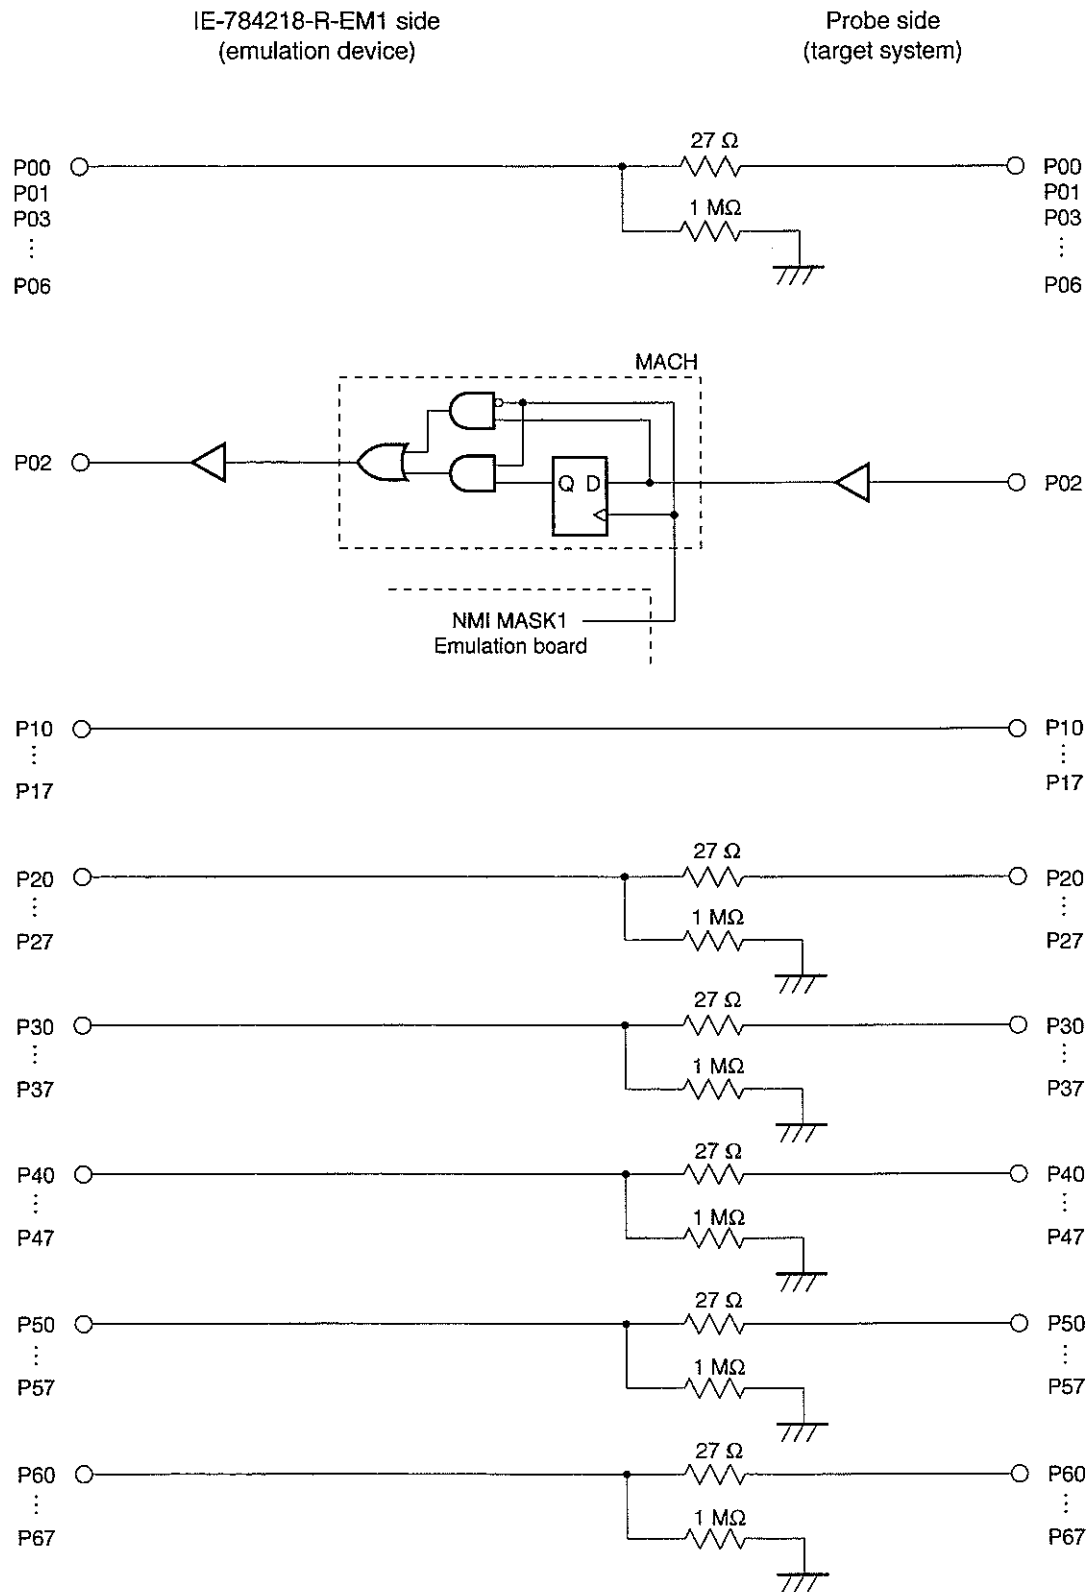 IE-784218-R-EM1 side
(emulation device)
Probe side
(target system)
27 Ω
P00
P01
P03
⋮
P06
1 MΩ
P00
P01
P03
⋮
P06
MACH
P02
Q D
P02
NMI MASK1
Emulation board
P10
⋮
P17
P10
⋮
P17
27 Ω
P20
⋮
P27
1 MΩ
P20
⋮
P27
27 Ω
P30
⋮
P37
1 MΩ
P30
⋮
P37
27 Ω
P40
⋮
P47
1 MΩ
P40
⋮
P47
27 Ω
P50
⋮
P57
1 MΩ
P50
⋮
P57
27 Ω
P60
⋮
P67
1 MΩ
P60
⋮
P67